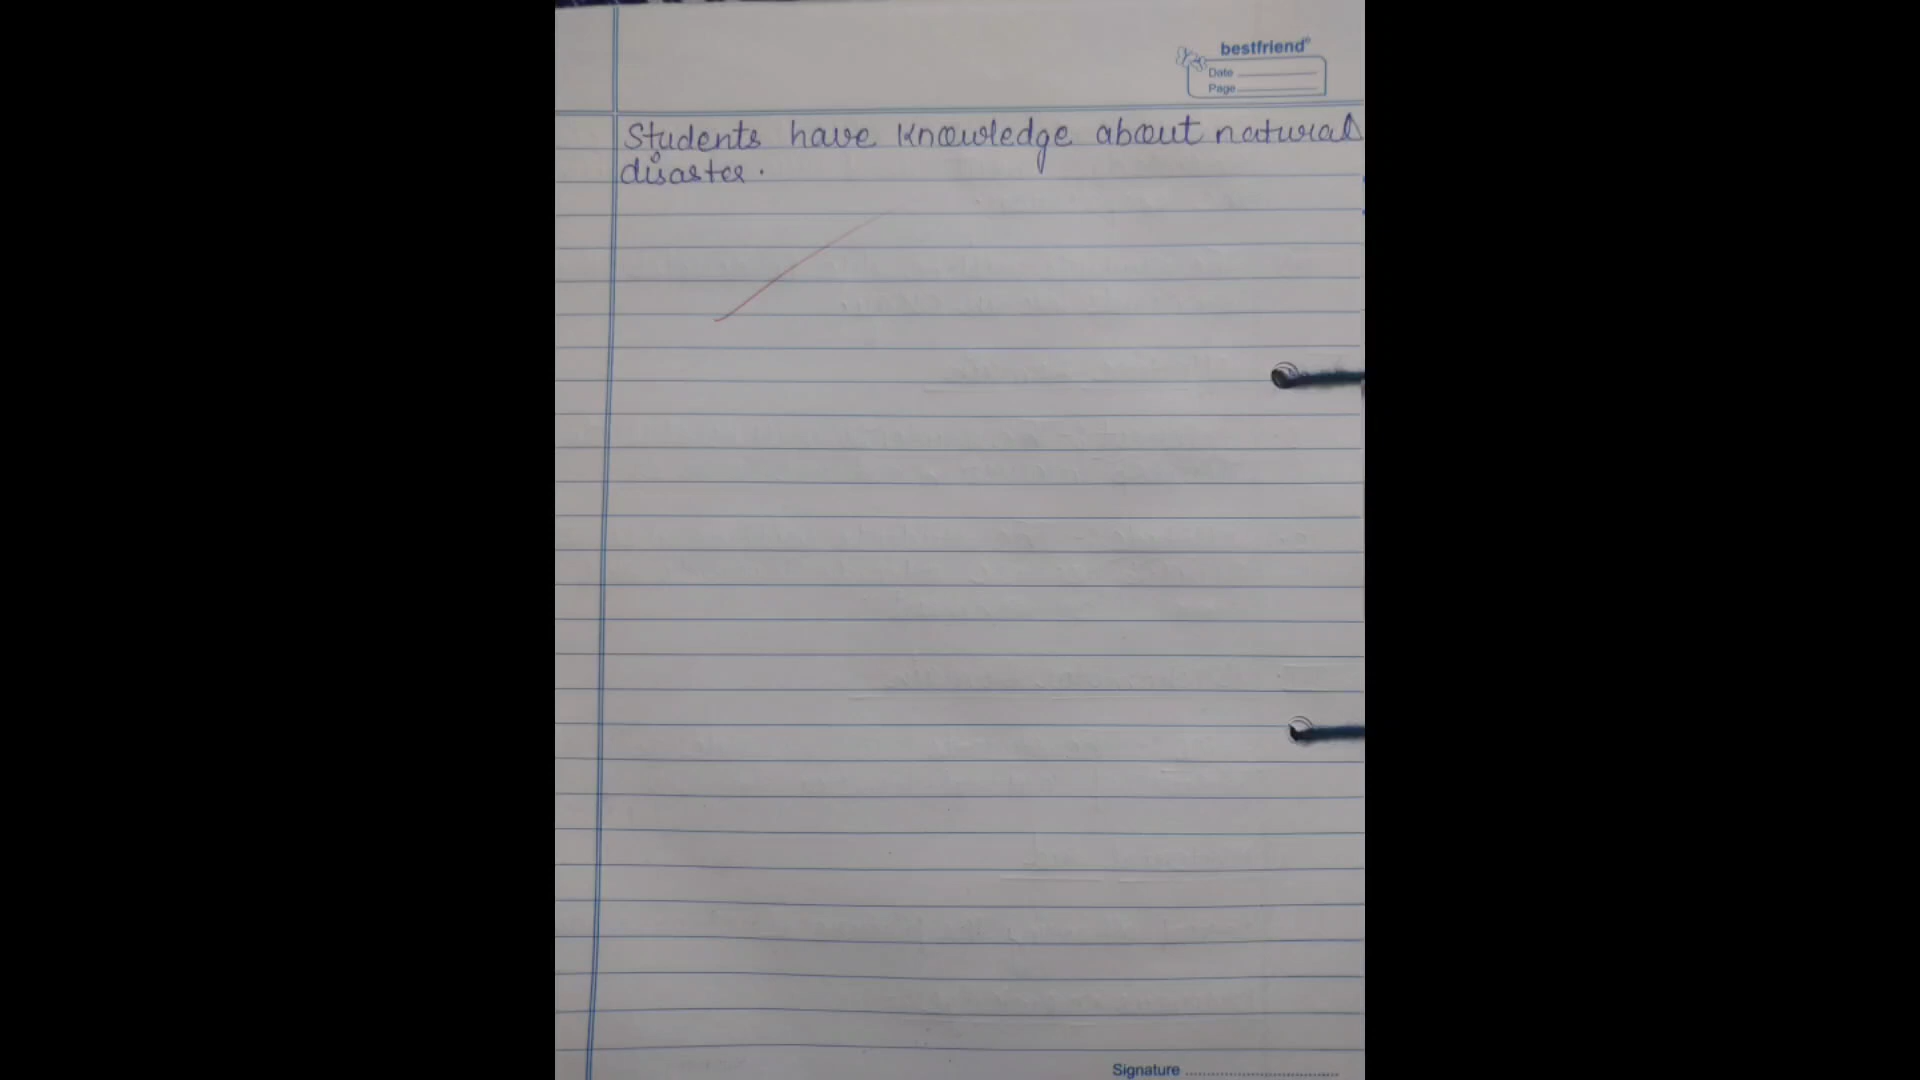 bestfriend®
Date
Page
Students have knowledge about natural
disaster.
Signature